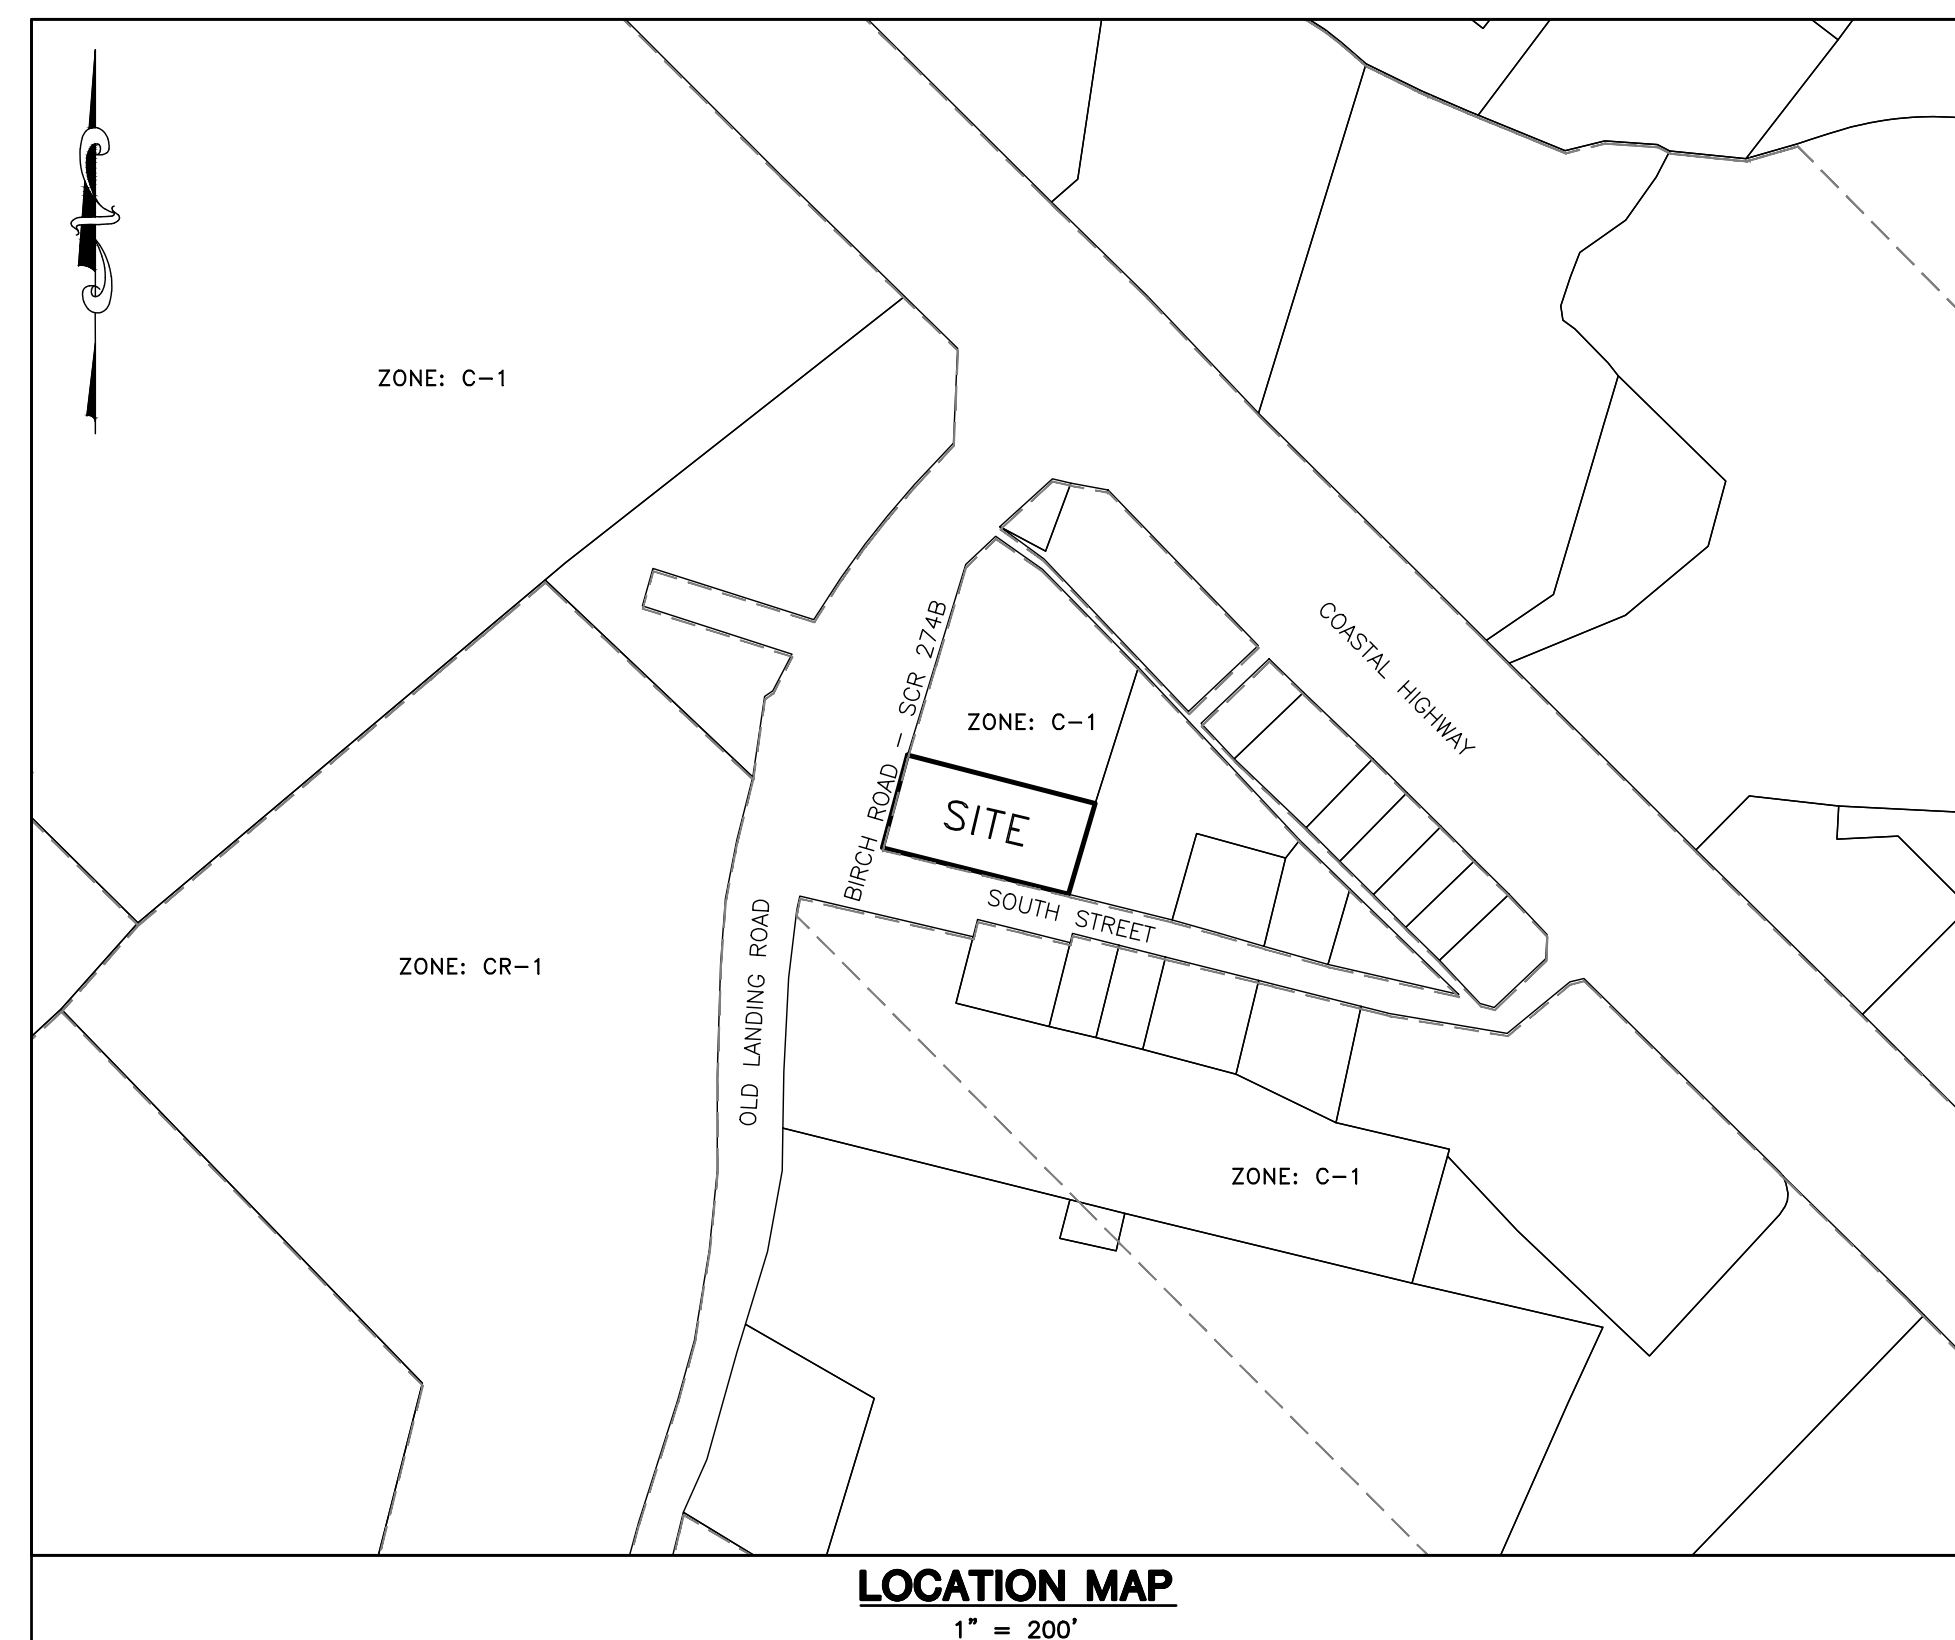 ZONE: C-1
COASTAL HIGHWAY
BIRCH ROAD - SCR 274B
ZONE: C-1
SITE
SOUTH STREET
OLD LANDING ROAD
ZONE: CR-1
ZONE: C-1
LOCATION MAP
1" = 200'